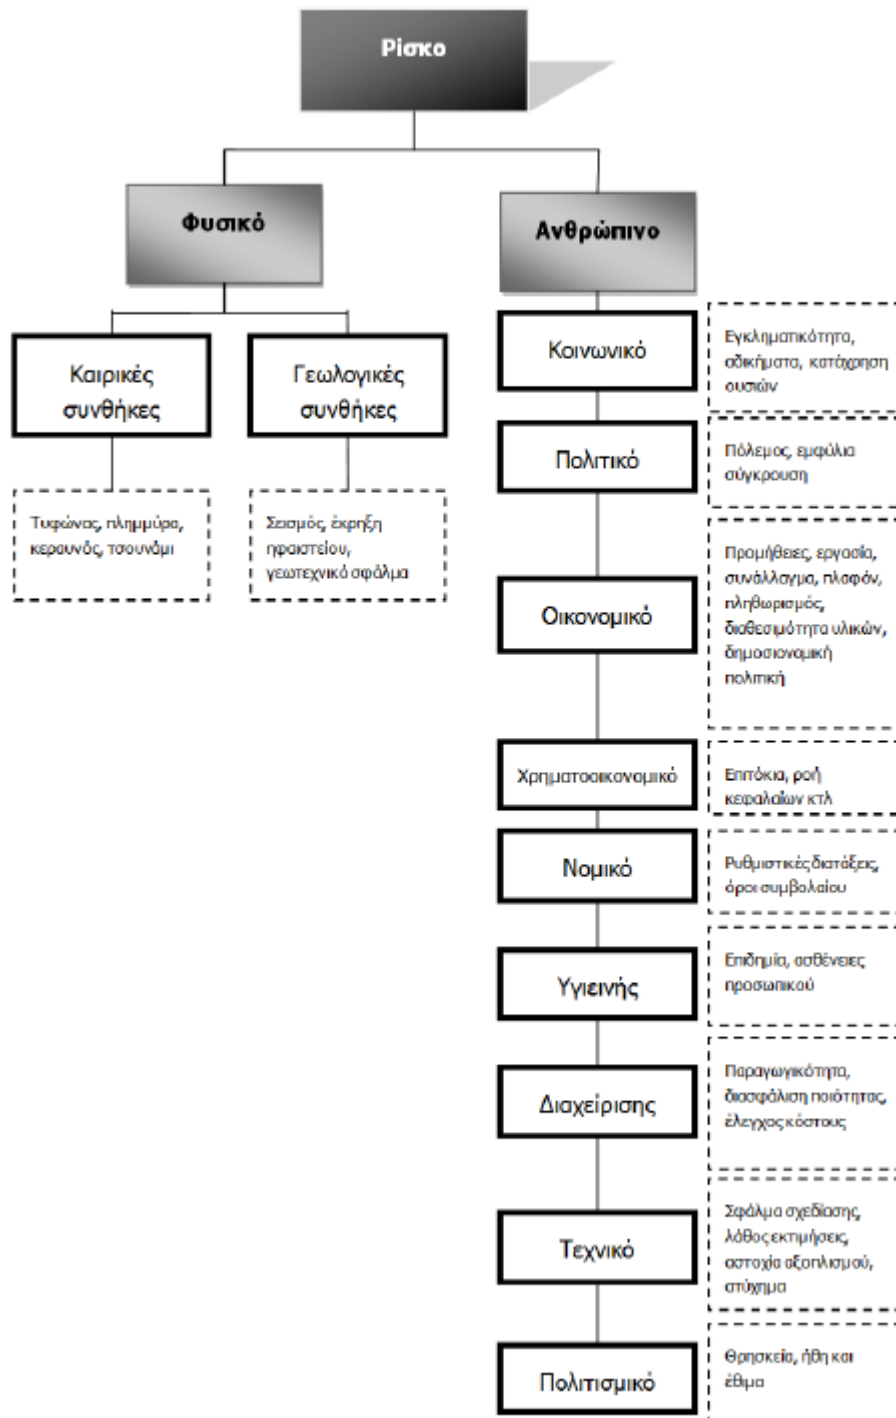 Ρίσκο
Φυσικό
Ανθρώπινο
Καιρικές
συνθήκες
Γεωλογικές
συνθήκες
Τυφώνας, πλημμύρα,
κεραυνός, τσουνάμι
Σεισμός, έκρηξη
ηφαιστείου,
γεωτεχνικό σφάλμα
Κοινωνικό
Εγκληματικότητα,
αδικήματα, κατάχρηση
ουσιών
Πολιτικό
Πόλεμος, εμφύλια
σύγκρουση
Οικονομικό
Προμήθειες, εργασία,
συνάλλαγμα, πλαφόν,
πληθωρισμός,
διαθεσιμότητα υλικών,
δημοσιονομική
πολιτική
Χρηματοοικονομικό
Επιτόκια, ροή
κεφαλαίων κτλ
Νομικό
Ρυθμιστικές διατάξεις,
όροι συμβολαίου
Υγιεινής
Επιδημία, ασθένειες
προσωπικού
Διαχείρισης
Παραγωγικότητα,
διασφάλιση ποιότητας,
έλεγχος κόστους
Τεχνικό
Σφάλμα σχεδίασης,
λάθος εκτιμήσεις,
αστοχία αξοπλισμού,
ατύχημα
Πολιτισμικό
Θρησκεία, ήθη και
έθιμα